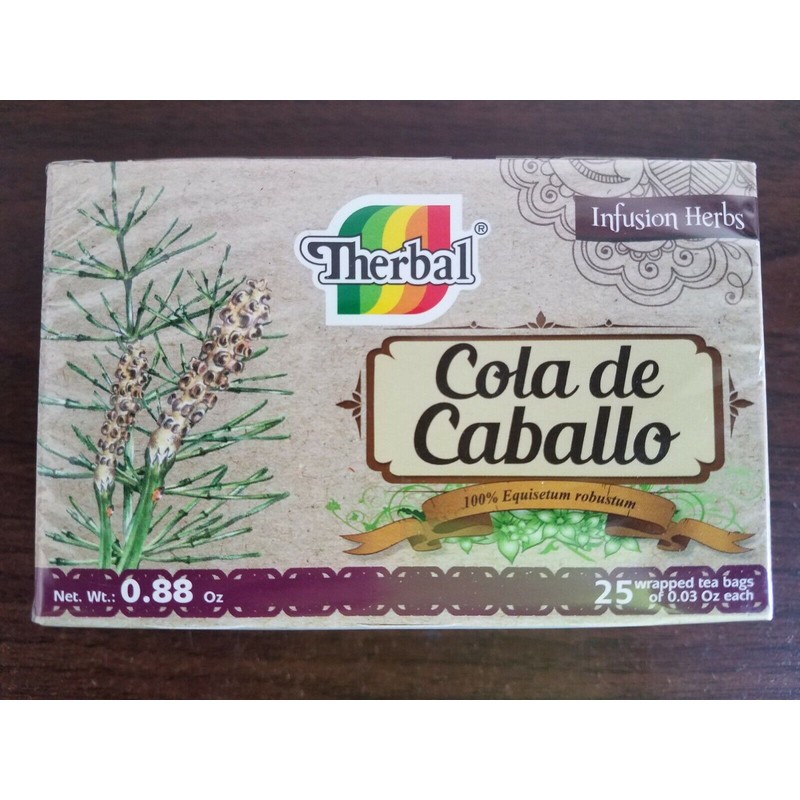 Therbal®
Infusion Herbs
Cola de
Caballo
100% Equisetum robustum
Net. Wt.: 0.88 Oz
25 wrapped tea bags
of 0.03 Oz each